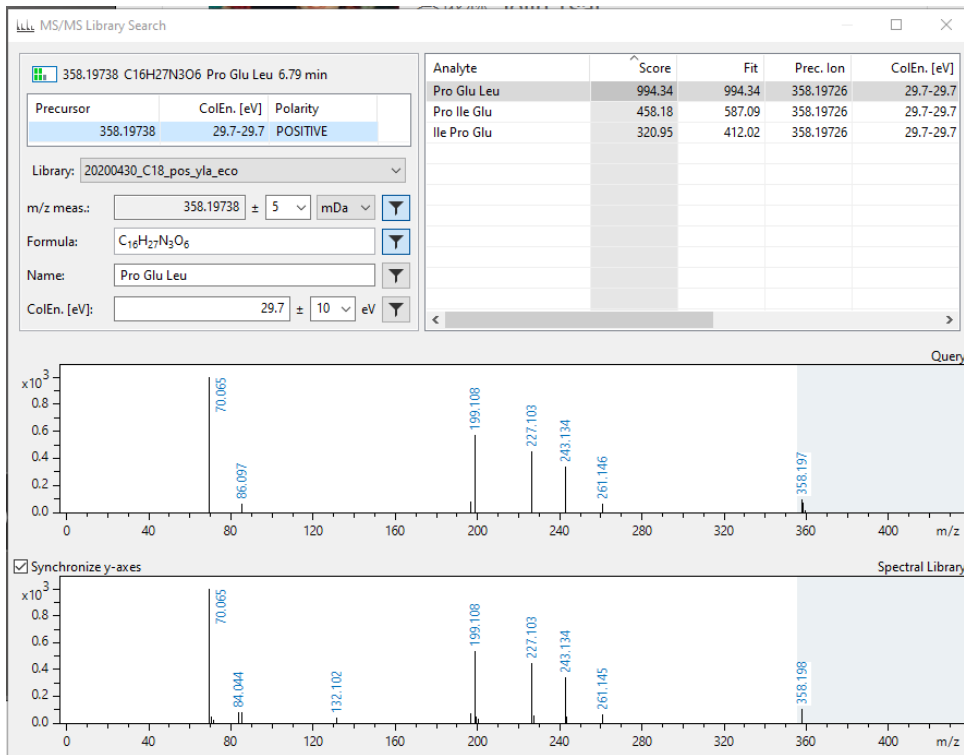 MS/MS Library Search
358.19738 C16H27N3O6 Pro Glu Leu 6.79 min
Precursor ColEn. [eV] Polarity
358.19738 29.7-29.7 POSITIVE
Library: 20200430_C18_pos_yla_eco
m/z meas.: 358.19738 ± 5 mDa
Formula: C₁₆H₂₇N₃O₆
Name: Pro Glu Leu
ColEn. [eV]: 29.7 ± 10 eV
Analyte Score Fit Prec. Ion ColEn. [eV]
Pro Glu Leu 994.34 994.34 358.19726 29.7-29.7
Pro Ile Glu 458.18 587.09 358.19726 29.7-29.7
Ile Pro Glu 320.95 412.02 358.19726 29.7-29.7
Query
x10³
0.8
0.6
0.4
0.2
0.0
70.065
86.097
199.108
227.103
243.134
261.146
358.197
0 40 80 120 160 200 240 280 320 360 400 m/z
Synchronize y-axes Spectral Library
x10³
0.8
0.6
0.4
0.2
0.0
70.065
84.044
132.102
199.108
227.103
243.134
261.145
358.198
0 40 80 120 160 200 240 280 320 360 400 m/z